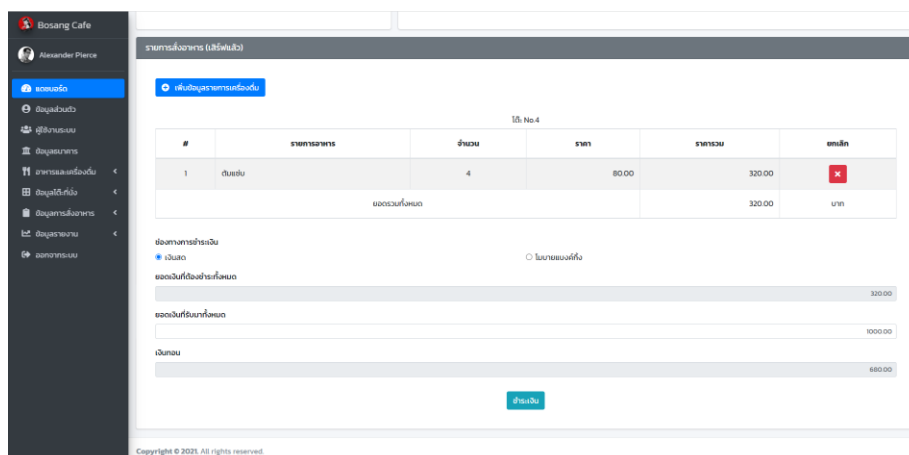 Bosang Cafe
Alexander Pierce
แดชบอร์ด
ข้อมูลส่วนตัว
ผู้ใช้งานระบบ
ข้อมูลธนาคาร
อาหารและเครื่องดื่ม
ข้อมูลโต๊ะที่นั่ง
ข้อมูลการสั่งอาหาร
ข้อมูลรายงาน
ออกจากระบบ
รายการสั่งอาหาร (เสิร์ฟแล้ว)
เพิ่มข้อมูลรายการเครื่องดื่ม
โต๊ะ No.4
# รายการอาหาร จำนวน ราคา ราคารวม ยกเลิก
1 ต้มแซ่บ 4 80.00 320.00
ยอดรวมทั้งหมด 320.00 บาท
ช่องทางการชำระเงิน
เงินสด โมบายแบงค์กิ้ง
ยอดเงินที่ต้องชำระทั้งหมด
320.00
ยอดเงินที่รับมาทั้งหมด
1000.00
เงินทอน
680.00
ชำระเงิน
Copyright © 2021. All rights reserved.